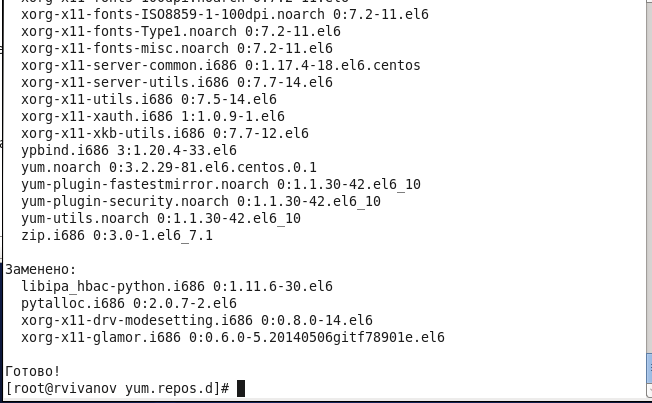 xorg-x11-fonts-ISO8859-1-100dpi.noarch 0:7.2-11.el6
xorg-x11-fonts-Type1.noarch 0:7.2-11.el6
xorg-x11-fonts-misc.noarch 0:7.2-11.el6
xorg-x11-server-common.i686 0:1.17.4-18.el6.centos
xorg-x11-server-utils.i686 0:7.7-14.el6
xorg-x11-utils.i686 0:7.5-14.el6
xorg-x11-xauth.i686 1:1.0.9-1.el6
xorg-x11-xkb-utils.i686 0:7.7-12.el6
ypbind.i686 3:1.20.4-33.el6
yum.noarch 0:3.2.29-81.el6.centos.0.1
yum-plugin-fastestmirror.noarch 0:1.1.30-42.el6_10
yum-plugin-security.noarch 0:1.1.30-42.el6_10
yum-utils.noarch 0:1.1.30-42.el6_10
zip.i686 0:3.0-1.el6_7.1
Заменено:
libipa_hbac-python.i686 0:1.11.6-30.el6
pytalloc.i686 0:2.0.7-2.el6
xorg-x11-drv-modesetting.i686 0:0.8.0-14.el6
xorg-x11-glamor.i686 0:0.6.0-5.20140506gitf78901e.el6
Готово!
[root@rvivanov yum.repos.d]#